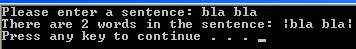 Please enter a sentence: bla bla
There are 2 words in the sentence: ¦bla bla¦
Press any key to continue . . . _